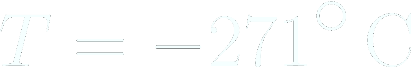 T = −271° C